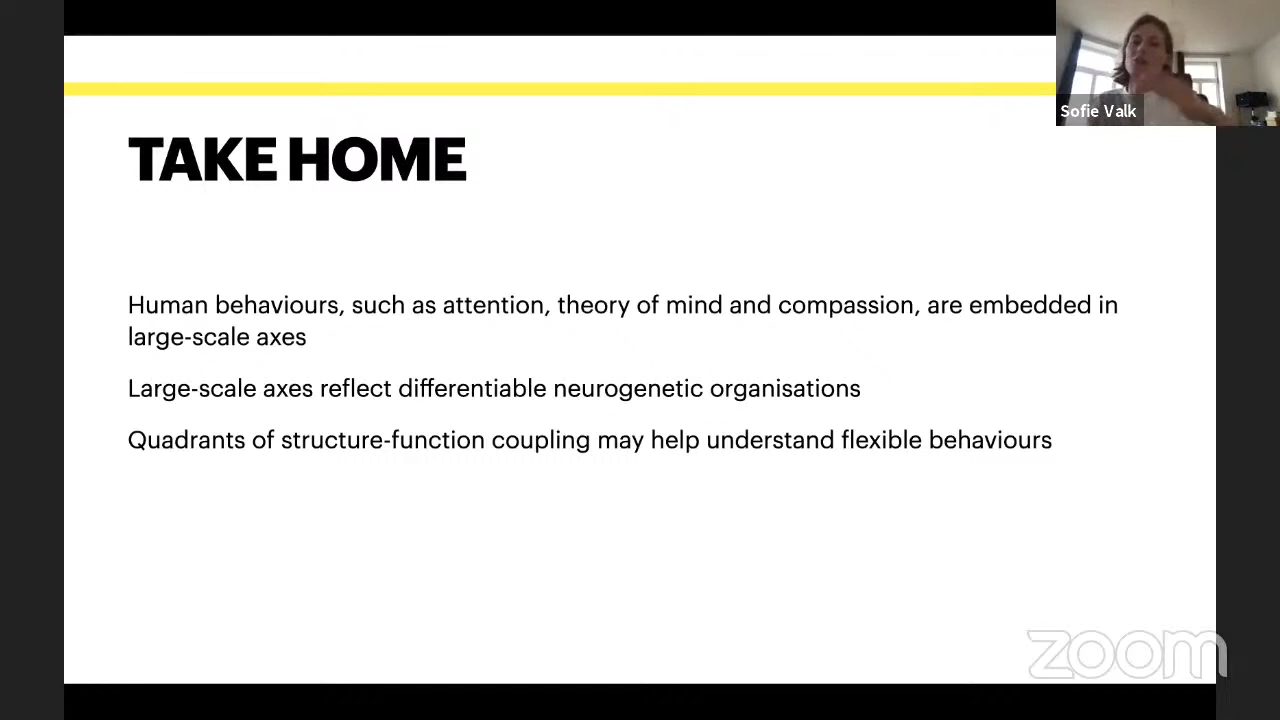 Sofie Valk
TAKE HOME
Human behaviours, such as attention, theory of mind and compassion, are embedded in
large-scale axes
Large-scale axes reflect differentiable neurogenetic organisations
Quadrants of structure-function coupling may help understand flexible behaviours
zoom